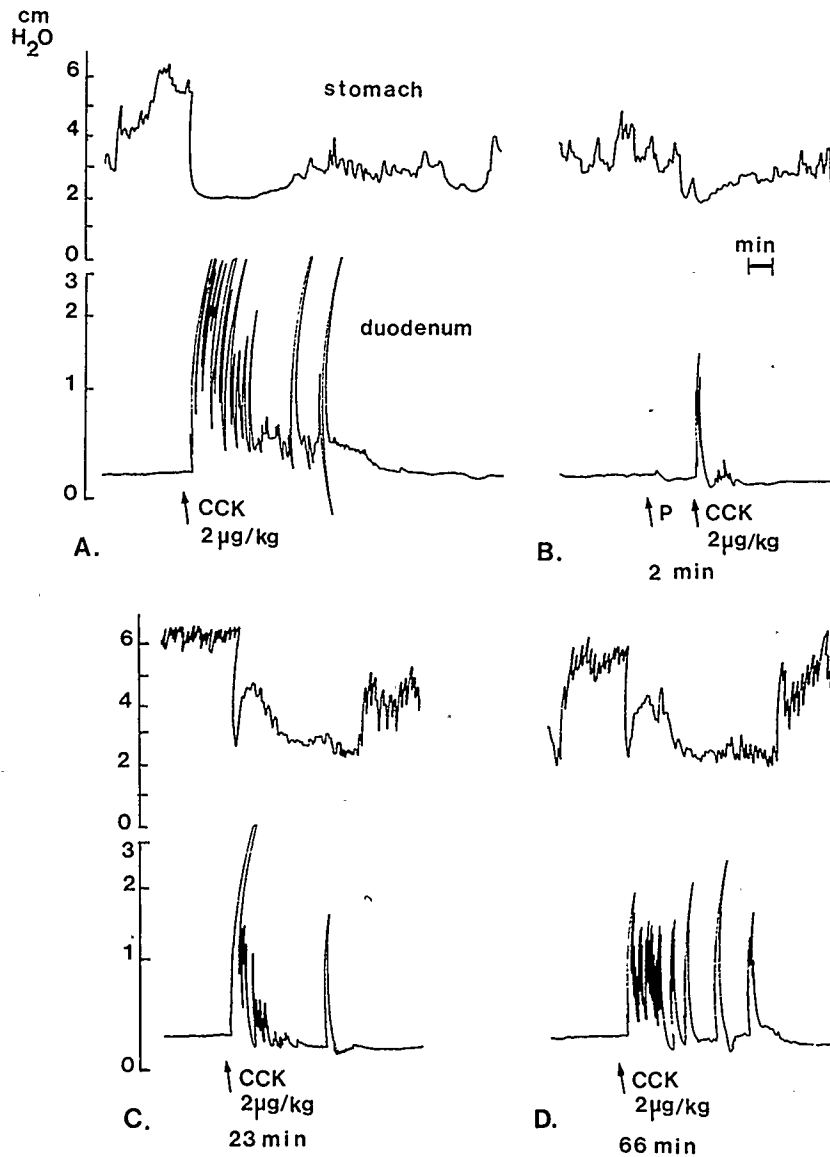 cm
H2O
6
4
2
0
stomach
min
3
2
1
0
duodenum
CCK
2µg/kg
A.
P
CCK
2µg/kg
B.
2 min
6
4
2
0
3
2
1
0
CCK
2µg/kg
C.
23 min
CCK
2µg/kg
D.
66 min